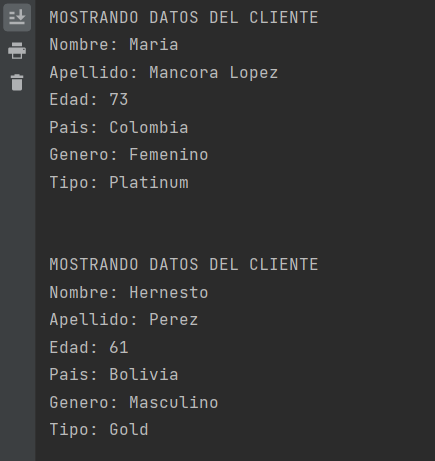 MOSTRANDO DATOS DEL CLIENTE
Nombre: Maria
Apellido: Mancora Lopez
Edad: 73
Pais: Colombia
Genero: Femenino
Tipo: Platinum
MOSTRANDO DATOS DEL CLIENTE
Nombre: Hernesto
Apellido: Perez
Edad: 61
Pais: Bolivia
Genero: Masculino
Tipo: Gold